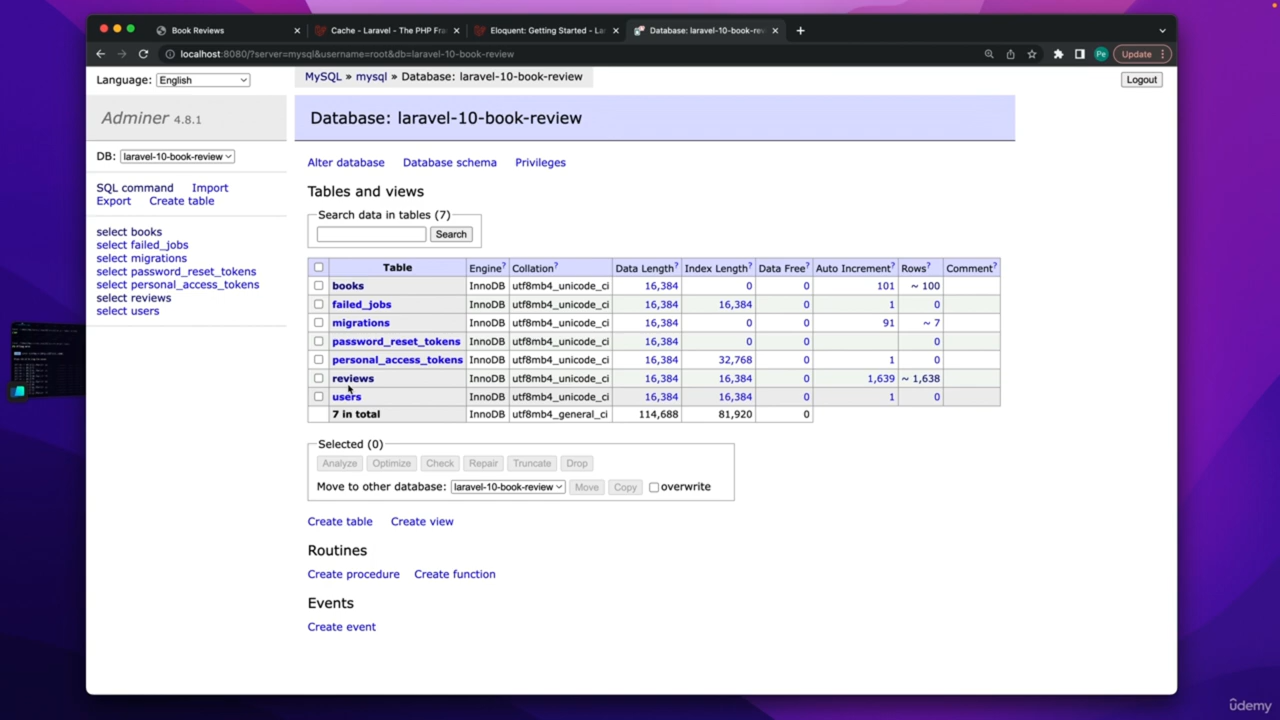 Book Reviews
Cache - Laravel - The PHP Fra
Eloquent: Getting Started - La
Database: laravel-10-book-rev
localhost:8080/?server=mysql&username=root&db=laravel-10-book-review
Pe
Update
Language: English
MySQL » mysql » Database: laravel-10-book-review
Logout
Adminer 4.8.1
Database: laravel-10-book-review
DB: laravel-10-book-review
Alter database Database schema Privileges
SQL command Import
Export Create table
Tables and views
Search data in tables (7)
Search
select books
select failed_jobs
select migrations
select password_reset_tokens
select personal_access_tokens
select reviews
select users
Table Engine? Collation? Data Length? Index Length? Data Free? Auto Increment? Rows? Comment?
books InnoDB utf8mb4_unicode_ci 16,384 0 0 101 ~ 100
failed_jobs InnoDB utf8mb4_unicode_ci 16,384 16,384 0 1 0
migrations InnoDB utf8mb4_unicode_ci 16,384 0 0 91 ~ 7
password_reset_tokens InnoDB utf8mb4_unicode_ci 16,384 0 0 0
personal_access_tokens InnoDB utf8mb4_unicode_ci 16,384 32,768 0 1 0
reviews InnoDB utf8mb4_unicode_ci 16,384 16,384 0 1,639 ~ 1,638
users InnoDB utf8mb4_unicode_ci 16,384 16,384 0 1 0
7 in total InnoDB utf8mb4_general_ci 114,688 81,920 0
Selected (0)
Analyze Optimize Check Repair Truncate Drop
Move to other database: laravel-10-book-review Move Copy overwrite
Create table Create view
Routines
Create procedure Create function
Events
Create event
ûdemy